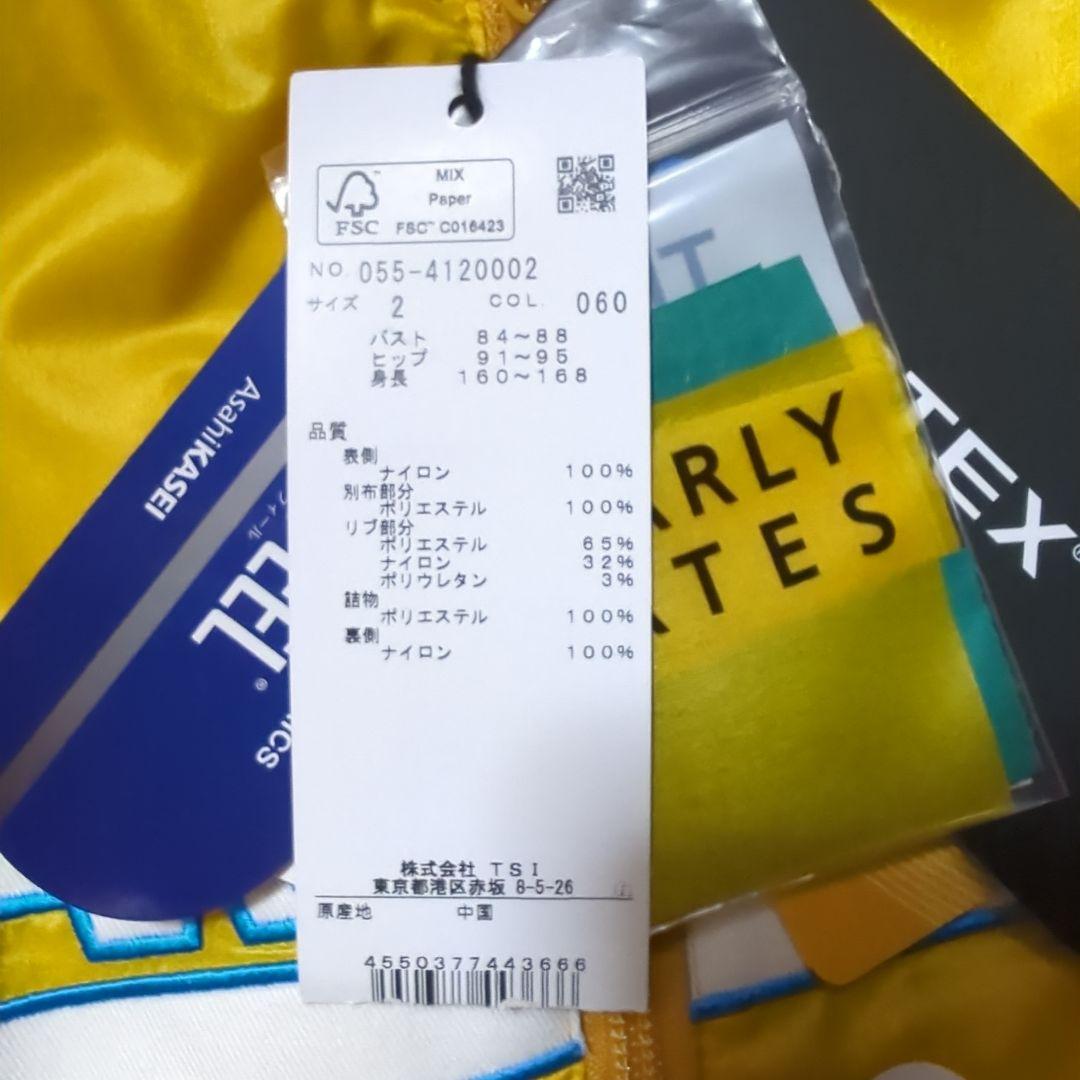 MIX
Paper
FSC
FSC™ C016423
NO. 055-4120002
サイズ 2 COL. 060
バスト 84～88
ヒップ 91～95
身長 160～168
品質
表側
ナイロン 100%
別布部分
ポリエステル 100%
リブ部分
ポリエステル 65%
ナイロン 32%
ポリウレタン 3%
詰物
ポリエステル 100%
裏側
ナイロン 100%
株式会社 TSI
東京都港区赤坂 8-5-26
原産地 中国
4550377443666
AsahiKASEI